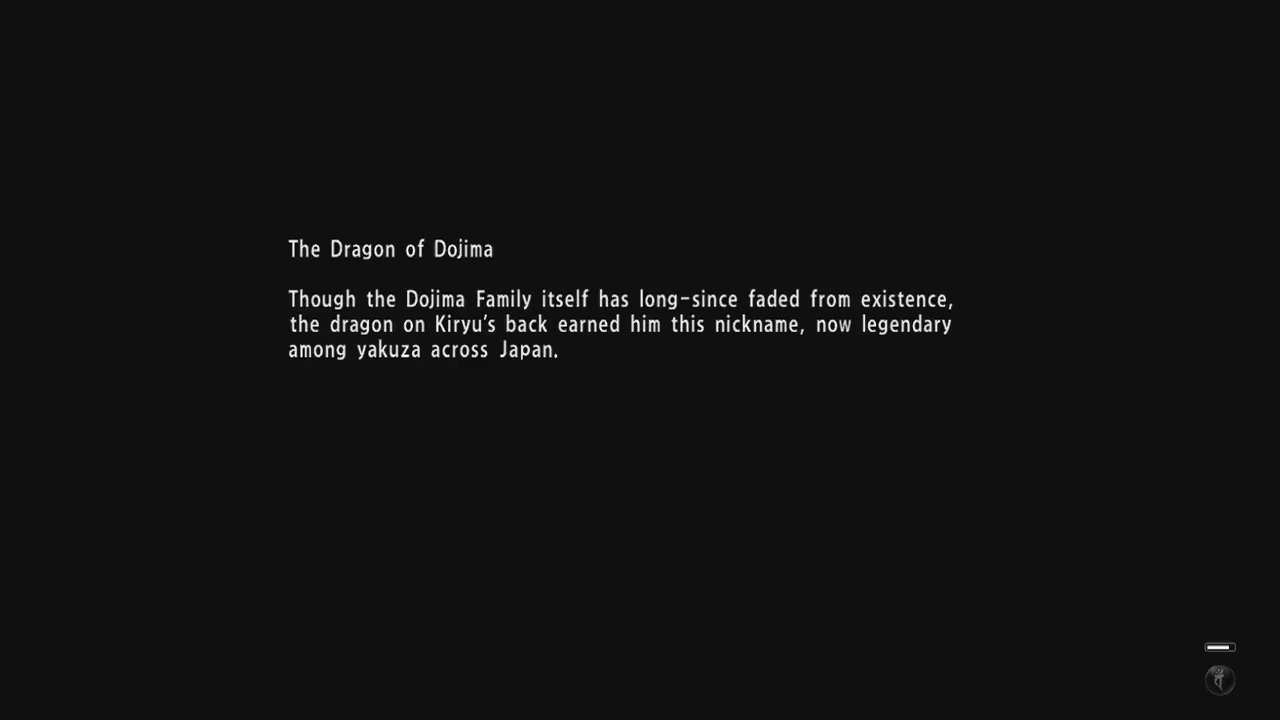 The Dragon of Dojima
Though the Dojima Family itself has long-since faded from existence,
the dragon on Kiryu's back earned him this nickname, now legendary
among yakuza across Japan.